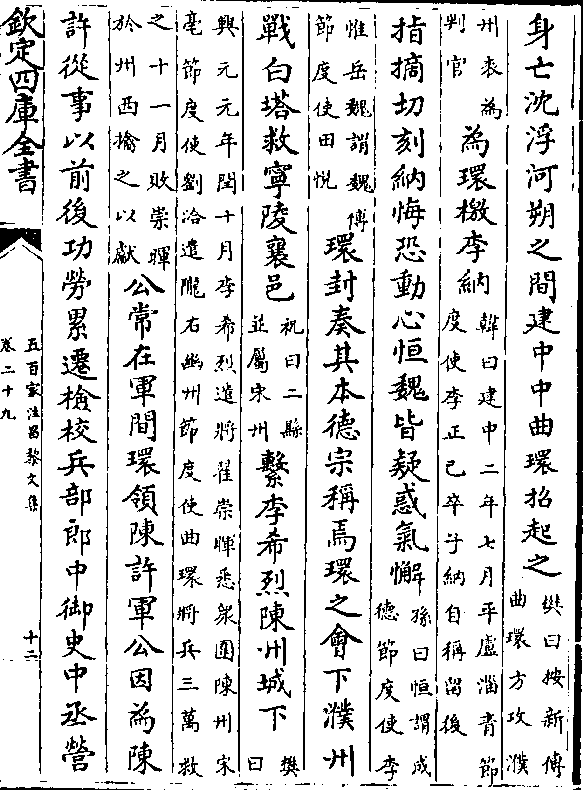 身亡沈浮河朔之間建中中曲環招起之樊曰按新傅曲環方攻濮
州表為判官為環檄李納韓曰建中二年七月平盧淄青節度使李正己卒子納自稱留後
指摘切刻納悔恐動心恒魏皆疑惑氣懈孫曰恒謂成德節度使李
惟岳魏謂魏傅節度使田悅環封奏其本德宗稱焉環之會下濮州
戰白塔救寧陵襄邑祝曰二縣並屬宋州繫李希烈陳州城下樊曰
興元元年閏十月李希烈遣將翟崇暉悉衆圍陳州宋亳節度使劉洽遣隴右幽州節度使曲環將兵三萬救
之十一月敗崇暉於州西擒之以獻公常在軍間環領陳許軍公因為陳
許從事以前後功勞累遷檢校兵部郎中御史中丞營
欽定四庫全書
五百家注昌黎文集
卷二十九
十二